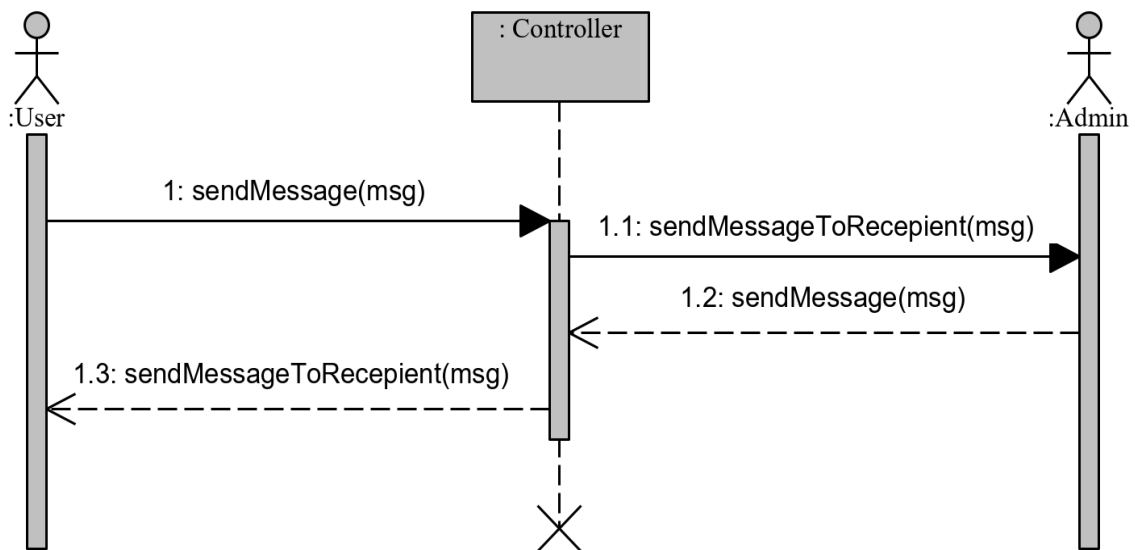 : Controller
:User
:Admin
1: sendMessage(msg)
1.1: sendMessageToRecepient(msg)
1.2: sendMessage(msg)
1.3: sendMessageToRecepient(msg)